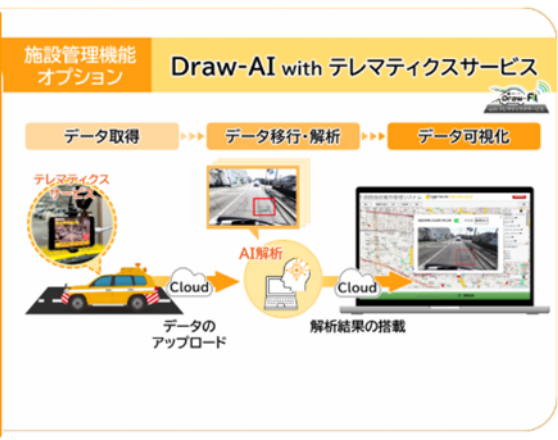 施設管理機能
オプション
Draw-AI with テレマティクスサービス
データ取得
データ移行・解析
データ可視化
テレマティクス
AI解析
Cloud
Cloud
データの
アップロード
解析結果の搭載